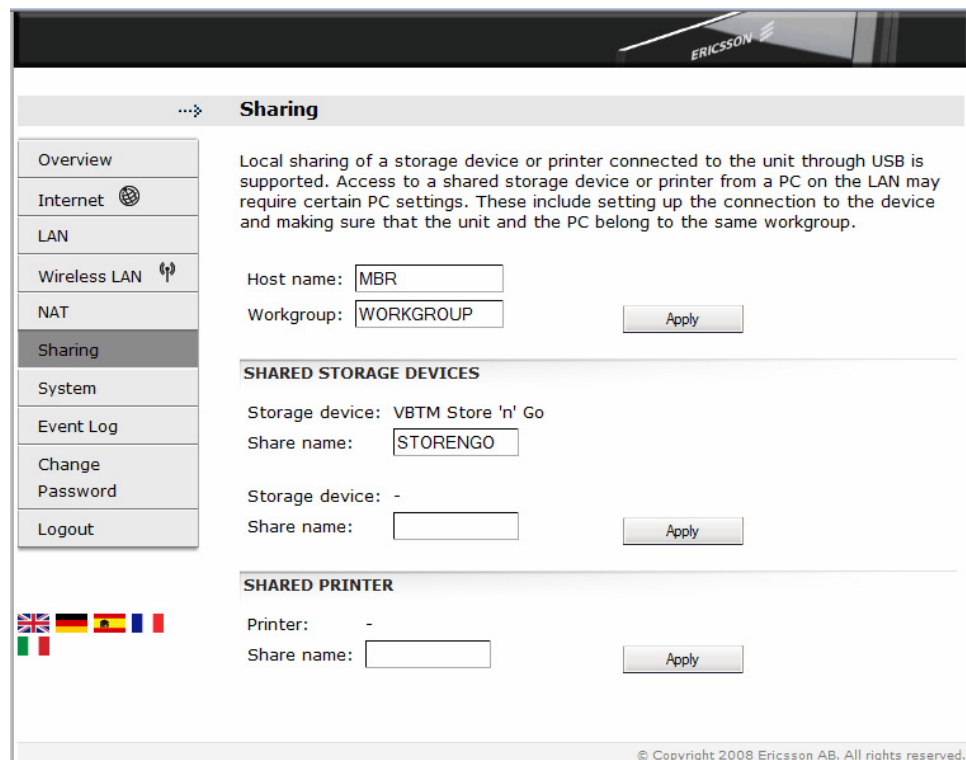 ERICSSON
Sharing
Overview
Internet
LAN
Wireless LAN
NAT
Sharing
System
Event Log
Change
Password
Logout
Local sharing of a storage device or printer connected to the unit through USB is
supported. Access to a shared storage device or printer from a PC on the LAN may
require certain PC settings. These include setting up the connection to the device
and making sure that the unit and the PC belong to the same workgroup.
Host name: MBR
Workgroup: WORKGROUP Apply
SHARED STORAGE DEVICES
Storage device: VBTM Store 'n' Go
Share name: STORENGO
Storage device: -
Share name: Apply
SHARED PRINTER
Printer: -
Share name: Apply
© Copyright 2008 Ericsson AB. All rights reserved.